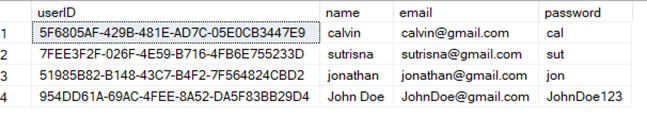 userID name email password
1 5F6805AF-429B-481E-AD7C-05E0CB3447E9 calvin calvin@gmail.com cal
2 7FEE3F2F-026F-4E59-B716-4FB6E755233D sutrisna sutrisna@gmail.com sut
3 51985B82-B148-43C7-B4F2-7F564824CBD2 jonathan jonathan@gmail.com jon
4 954DD61A-69AC-4FEE-8A52-DA5F83BB29D4 John Doe JohnDoe@gmail.com JohnDoe123